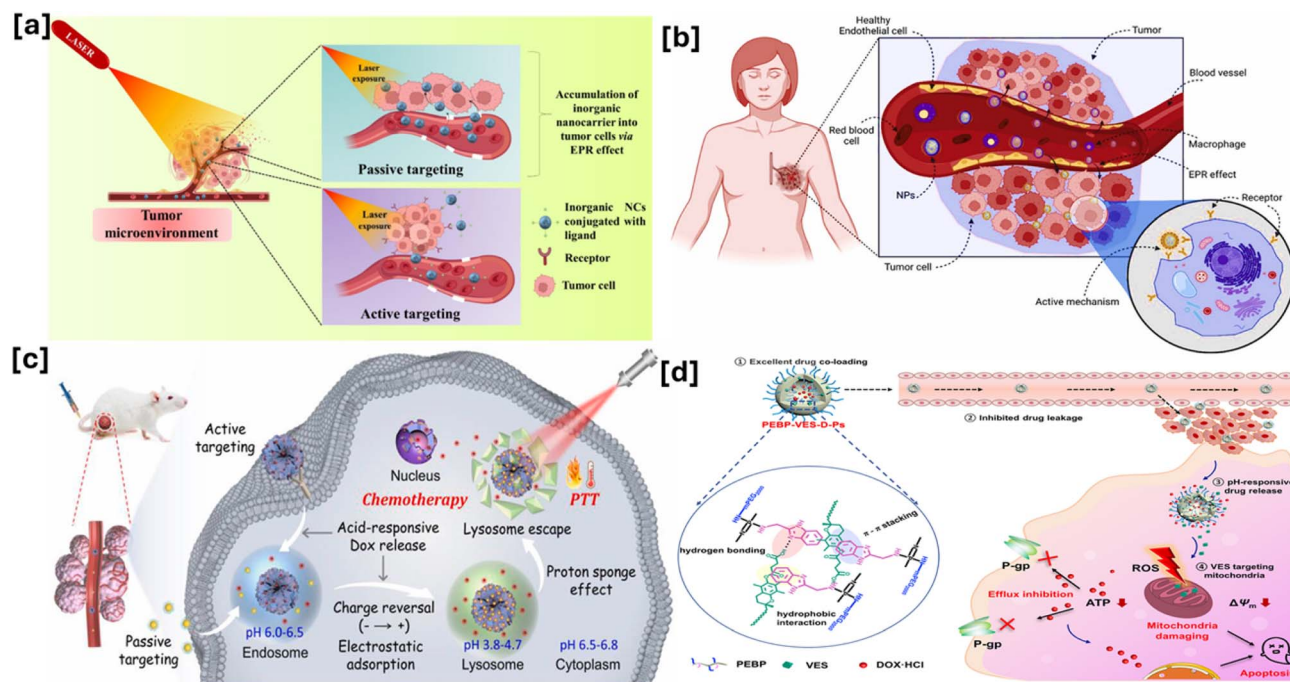 [a]
LASER
Tumor
microenvironment
Laser
exposure
Passive targeting
Accumulation of
inorganic
nanocarrier into
tumor cells via
EPR effect
Laser
exposure
Active targeting
Inorganic NCs
conjugated with
ligand
Receptor
Tumor cell
[b]
Healthy
Endothelial cell
Tumor
Blood vessel
Red blood
cell
Macrophage
EPR effect
NPs
Receptor
Tumor cell
Active mechanism
[c]
Active
targeting
Nucleus
Chemotherapy
PTT
Lysosome escape
Acid-responsive
Dox release
Proton sponge
effect
Charge reversal
(- → +)
Electrostatic
adsorption
Passive
targeting
pH 6.0-6.5
Endosome
pH 3.8-4.7
Lysosome
pH 6.5-6.8
Cytoplasm
[d]
① Excellent drug co-loading
PEBP-VES-D-Ps
② Inhibited drug leakage
③ pH-responsive
drug release
④ VES targeting
mitochondria
π - π stacking
hydrogen bonding
hydrophobic
interaction
PEBP
VES
DOX·HCl
P-gp
Efflux inhibition
P-gp
ROS
ATP
ΔΨm
Mitochondria
damaging
Apoptosis